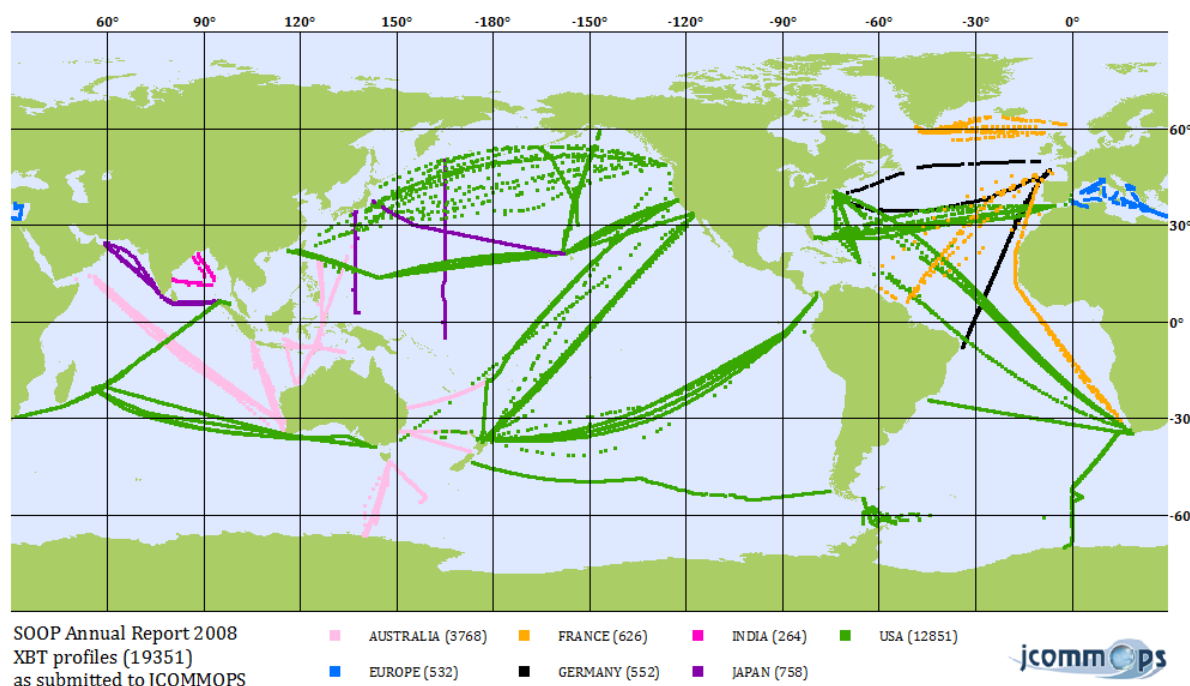 60° 90° 120° 150° -180° -150° -120° -90° -60° -30° 0°
60°
30°
0°
-30
-60
SOOP Annual Report 2008
XBT profiles (19351)
as submitted to JCOMMOPS
AUSTRALIA (3768) FRANCE (626) INDIA (264) USA (12851)
EUROPE (532) GERMANY (552) JAPAN (758)
jcommOps